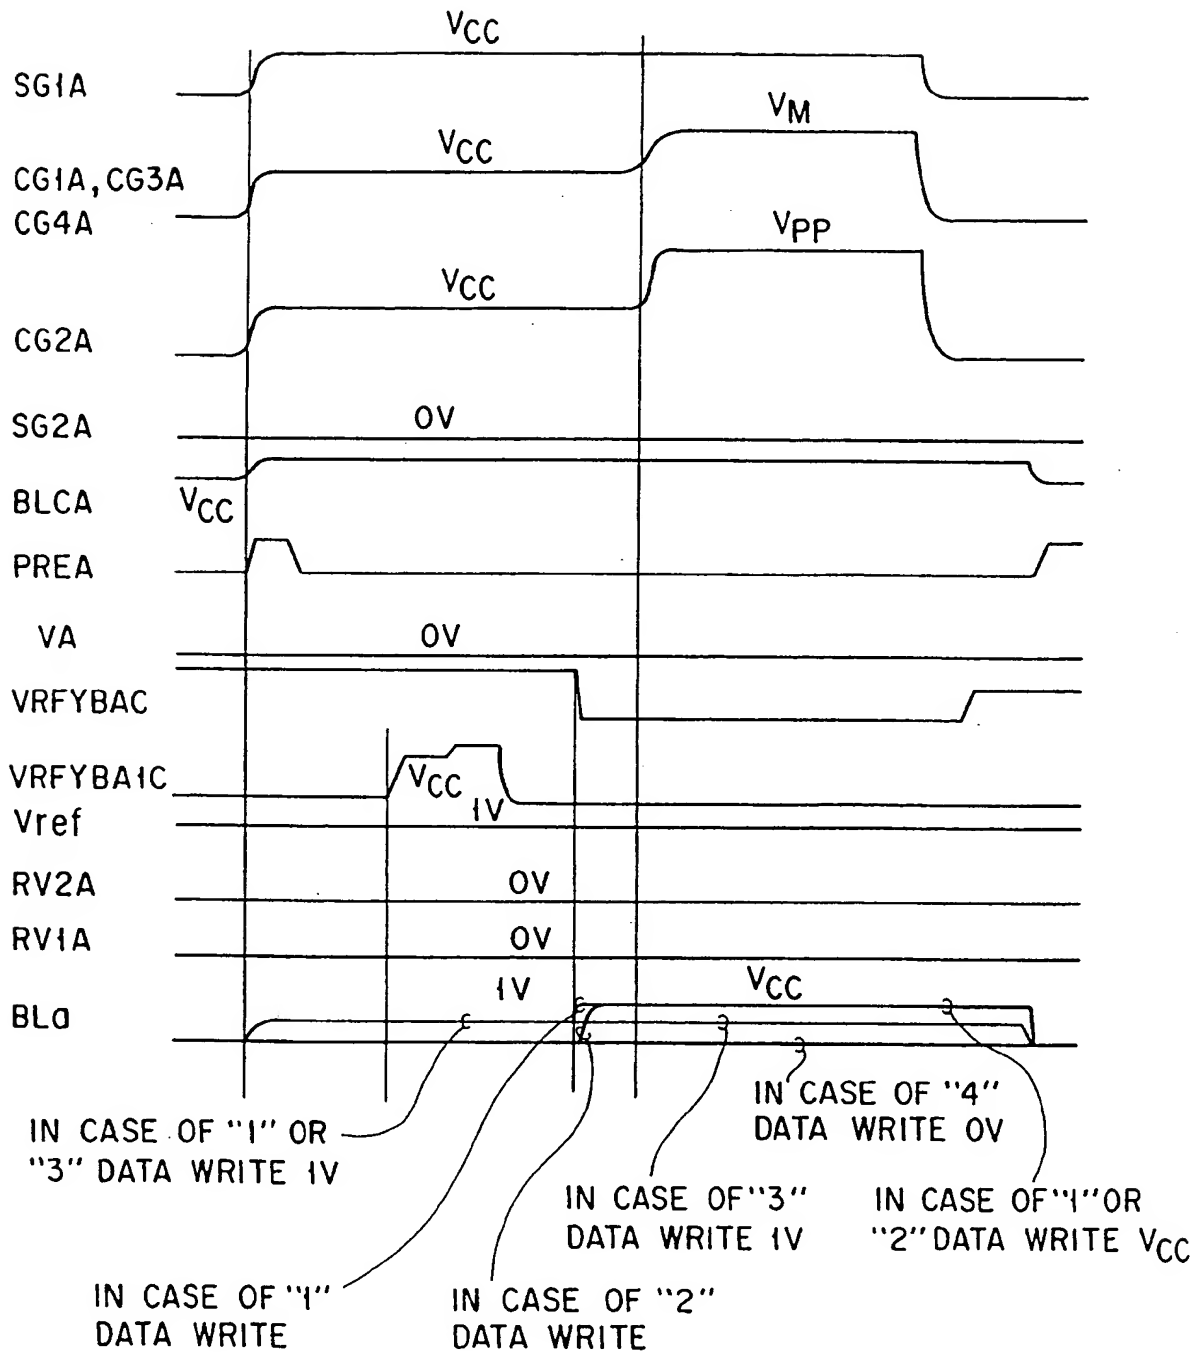 VCC
SG1A
VM
VCC
CG1A, CG3A
CG4A
VPP
VCC
CG2A
0V
SG2A
VCC
BLCA
PREA
VA
0V
VRFYBAC
VRFYBA1C
VCC
1V
Vref
RV2A
0V
RV1A
0V
1V
VCC
BLa
IN CASE OF "4"
DATA WRITE 0V
IN CASE OF "1" OR
"3" DATA WRITE 1V
IN CASE OF "3"
DATA WRITE 1V
IN CASE OF "1" OR
"2" DATA WRITE VCC
IN CASE OF "1"
DATA WRITE
IN CASE OF "2"
DATA WRITE